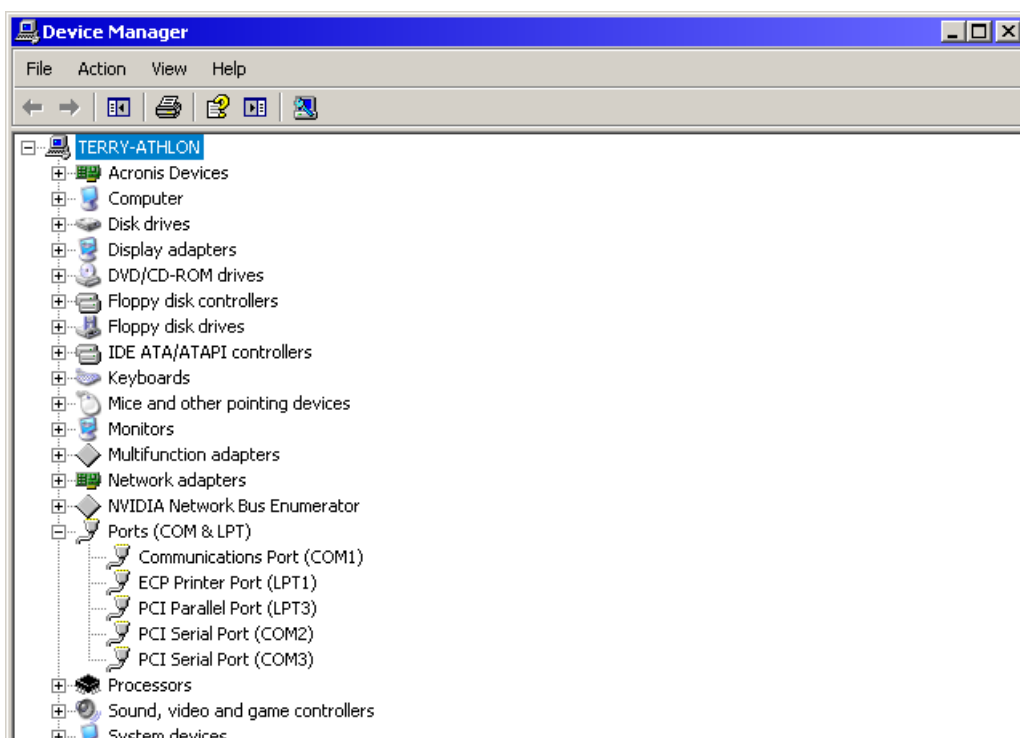 Device Manager
File Action View Help
TERRY-ATHLON
Acronis Devices
Computer
Disk drives
Display adapters
DVD/CD-ROM drives
Floppy disk controllers
Floppy disk drives
IDE ATA/ATAPI controllers
Keyboards
Mice and other pointing devices
Monitors
Multifunction adapters
Network adapters
NVIDIA Network Bus Enumerator
Ports (COM & LPT)
Communications Port (COM1)
ECP Printer Port (LPT1)
PCI Parallel Port (LPT3)
PCI Serial Port (COM2)
PCI Serial Port (COM3)
Processors
Sound, video and game controllers
System devices